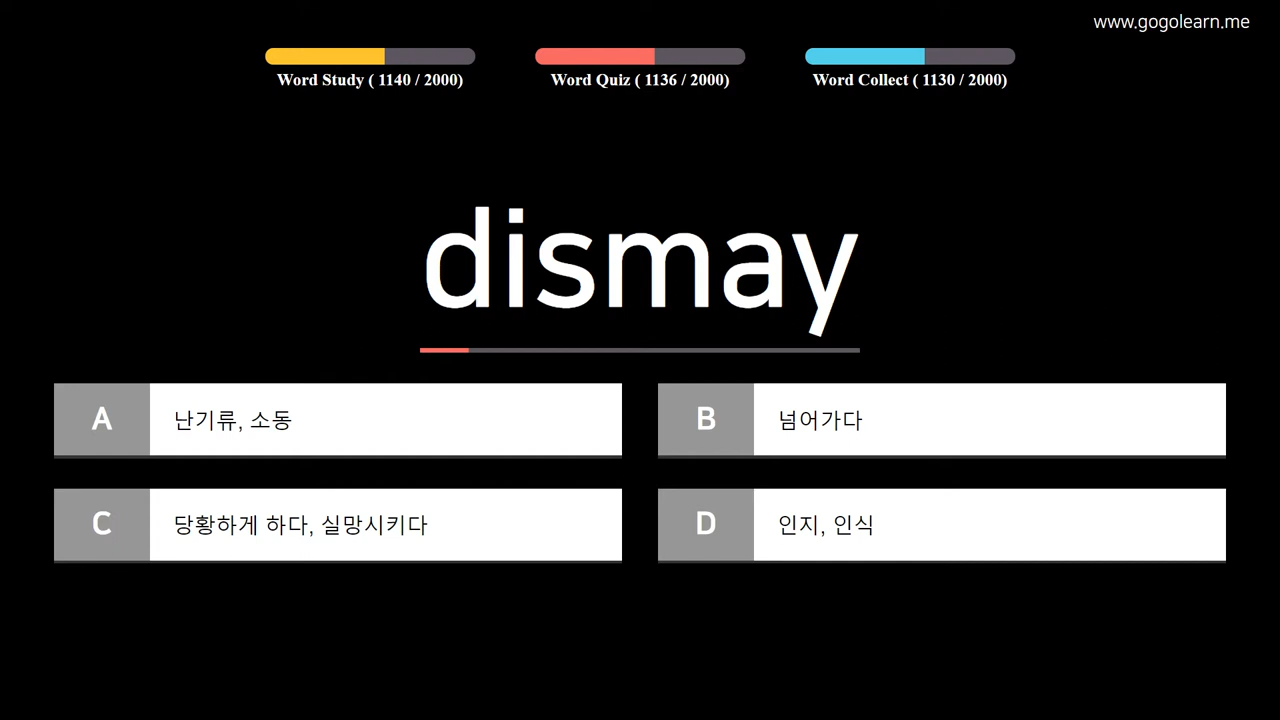 www.gogolearn.me
Word Study ( 1140 / 2000)
Word Quiz ( 1136 / 2000)
Word Collect ( 1130 / 2000)
dismay
A 난기류, 소동
B 넘어가다
C 당황하게 하다, 실망시키다
D 인지, 인식